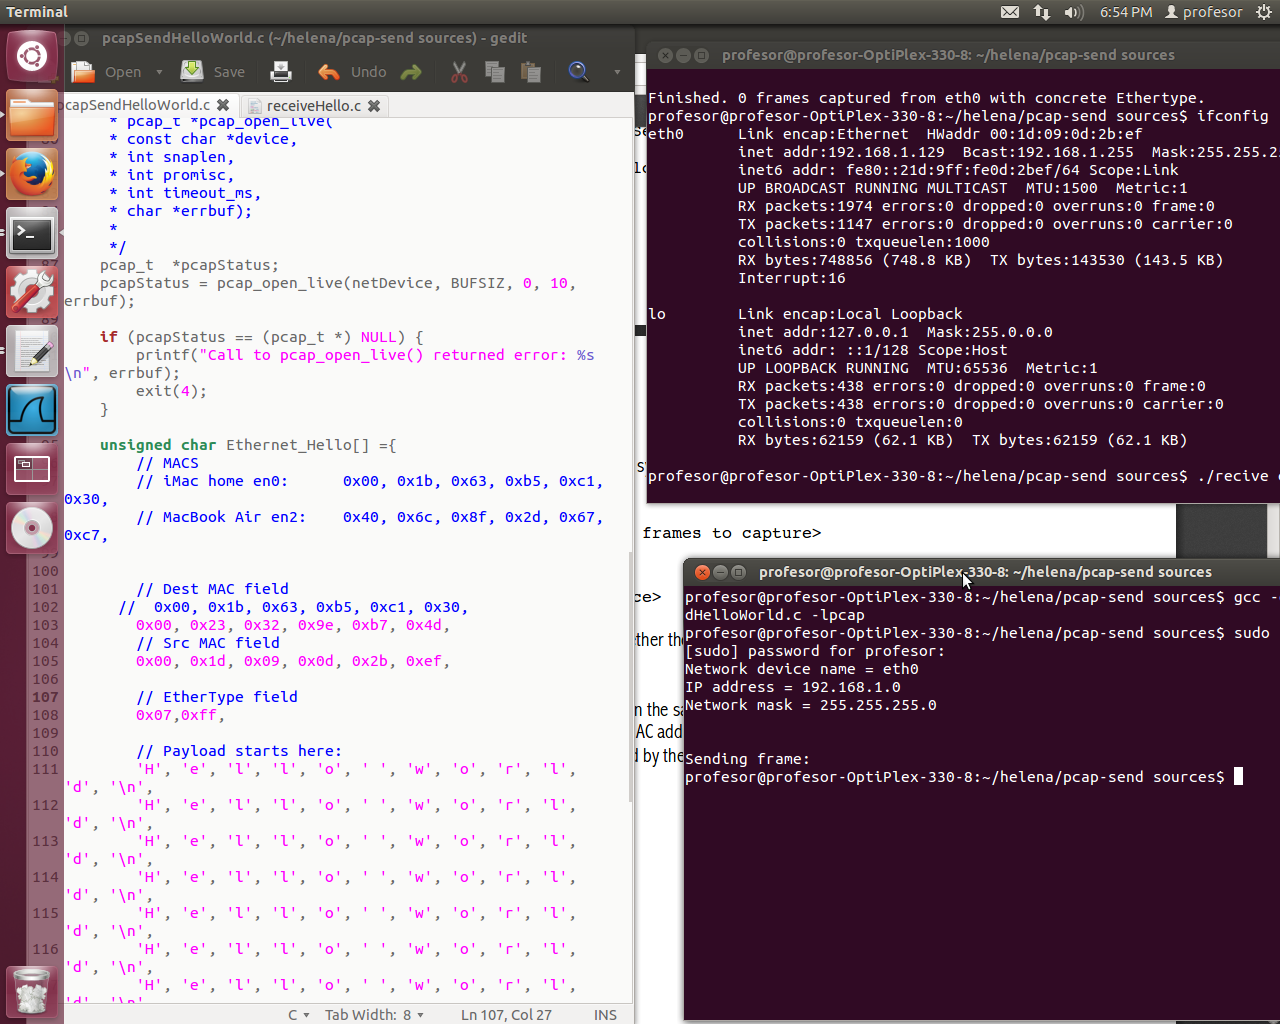 Terminal
6:54 PM
profesor
pcapSendHelloWorld.c (~/helena/pcap-send sources) - gedit
Open
Save
Undo
pcapSendHelloWorld.c
receiveHello.c
* pcap_t *pcap_open_live(
* const char *device,
* int snaplen,
* int promisc,
* int timeout_ms,
* char *errbuf);
*
*/
pcap_t  *pcapStatus;
pcapStatus = pcap_open_live(netDevice, BUFSIZ, 0, 10,
errbuf);
if (pcapStatus == (pcap_t *) NULL) {
printf("Call to pcap_open_live() returned error: %s
\n", errbuf);
exit(4);
}
unsigned char Ethernet_Hello[] ={
// MACS
// iMac home en0:      0x00, 0x1b, 0x63, 0xb5, 0xc1,
0x30,
// MacBook Air en2:    0x40, 0x6c, 0x8f, 0x2d, 0x67,
0xc7,
100
101 // Dest MAC field
102 //  0x00, 0x1b, 0x63, 0xb5, 0xc1, 0x30,
103 0x00, 0x23, 0x32, 0x9e, 0xb7, 0x4d,
104 // Src MAC field
105 0x00, 0x1d, 0x09, 0x0d, 0x2b, 0xef,
106
107 // EtherType field
108 0x07,0xff,
109
110 // Payload starts here:
111 'H', 'e', 'l', 'l', 'o', ' ', 'w', 'o', 'r', 'l',
'd', '\n',
112 'H', 'e', 'l', 'l', 'o', ' ', 'w', 'o', 'r', 'l',
'd', '\n',
113 'H', 'e', 'l', 'l', 'o', ' ', 'w', 'o', 'r', 'l',
'd', '\n',
114 'H', 'e', 'l', 'l', 'o', ' ', 'w', 'o', 'r', 'l',
'd', '\n',
115 'H', 'e', 'l', 'l', 'o', ' ', 'w', 'o', 'r', 'l',
'd', '\n',
116 'H', 'e', 'l', 'l', 'o', ' ', 'w', 'o', 'r', 'l',
'd', '\n',
'H', 'e', 'l', 'l', 'o', ' ', 'w', 'o', 'r', 'l',
'd', '\n',
C
Tab Width: 8
Ln 107, Col 27
INS
profesor@profesor-OptiPlex-330-8: ~/helena/pcap-send sources
Finished. 0 frames captured from eth0 with concrete Ethertype.
profesor@profesor-OptiPlex-330-8:~/helena/pcap-send sources$ ifconfig
eth0      Link encap:Ethernet  HWaddr 00:1d:09:0d:2b:ef
inet addr:192.168.1.129  Bcast:192.168.1.255  Mask:255.255.2
inet6 addr: fe80::21d:9ff:fe0d:2bef/64 Scope:Link
UP BROADCAST RUNNING MULTICAST  MTU:1500  Metric:1
RX packets:1974 errors:0 dropped:0 overruns:0 frame:0
TX packets:1147 errors:0 dropped:0 overruns:0 carrier:0
collisions:0 txqueuelen:1000
RX bytes:748856 (748.8 KB)  TX bytes:143530 (143.5 KB)
Interrupt:16
lo        Link encap:Local Loopback
inet addr:127.0.0.1  Mask:255.0.0.0
inet6 addr: ::1/128 Scope:Host
UP LOOPBACK RUNNING  MTU:65536  Metric:1
RX packets:438 errors:0 dropped:0 overruns:0 frame:0
TX packets:438 errors:0 dropped:0 overruns:0 carrier:0
collisions:0 txqueuelen:0
RX bytes:62159 (62.1 KB)  TX bytes:62159 (62.1 KB)
profesor@profesor-OptiPlex-330-8:~/helena/pcap-send sources$ ./recive
frames to capture>
ce>
ther the
n the sa
AC add
d by the
profesor@profesor-OptiPlex-330-8: ~/helena/pcap-send sources
profesor@profesor-OptiPlex-330-8:~/helena/pcap-send sources$ gcc -
dHelloWorld.c -lpcap
profesor@profesor-OptiPlex-330-8:~/helena/pcap-send sources$ sudo
[sudo] password for profesor:
Network device name = eth0
IP address = 192.168.1.0
Network mask = 255.255.255.0
Sending frame:
profesor@profesor-OptiPlex-330-8:~/helena/pcap-send sources$